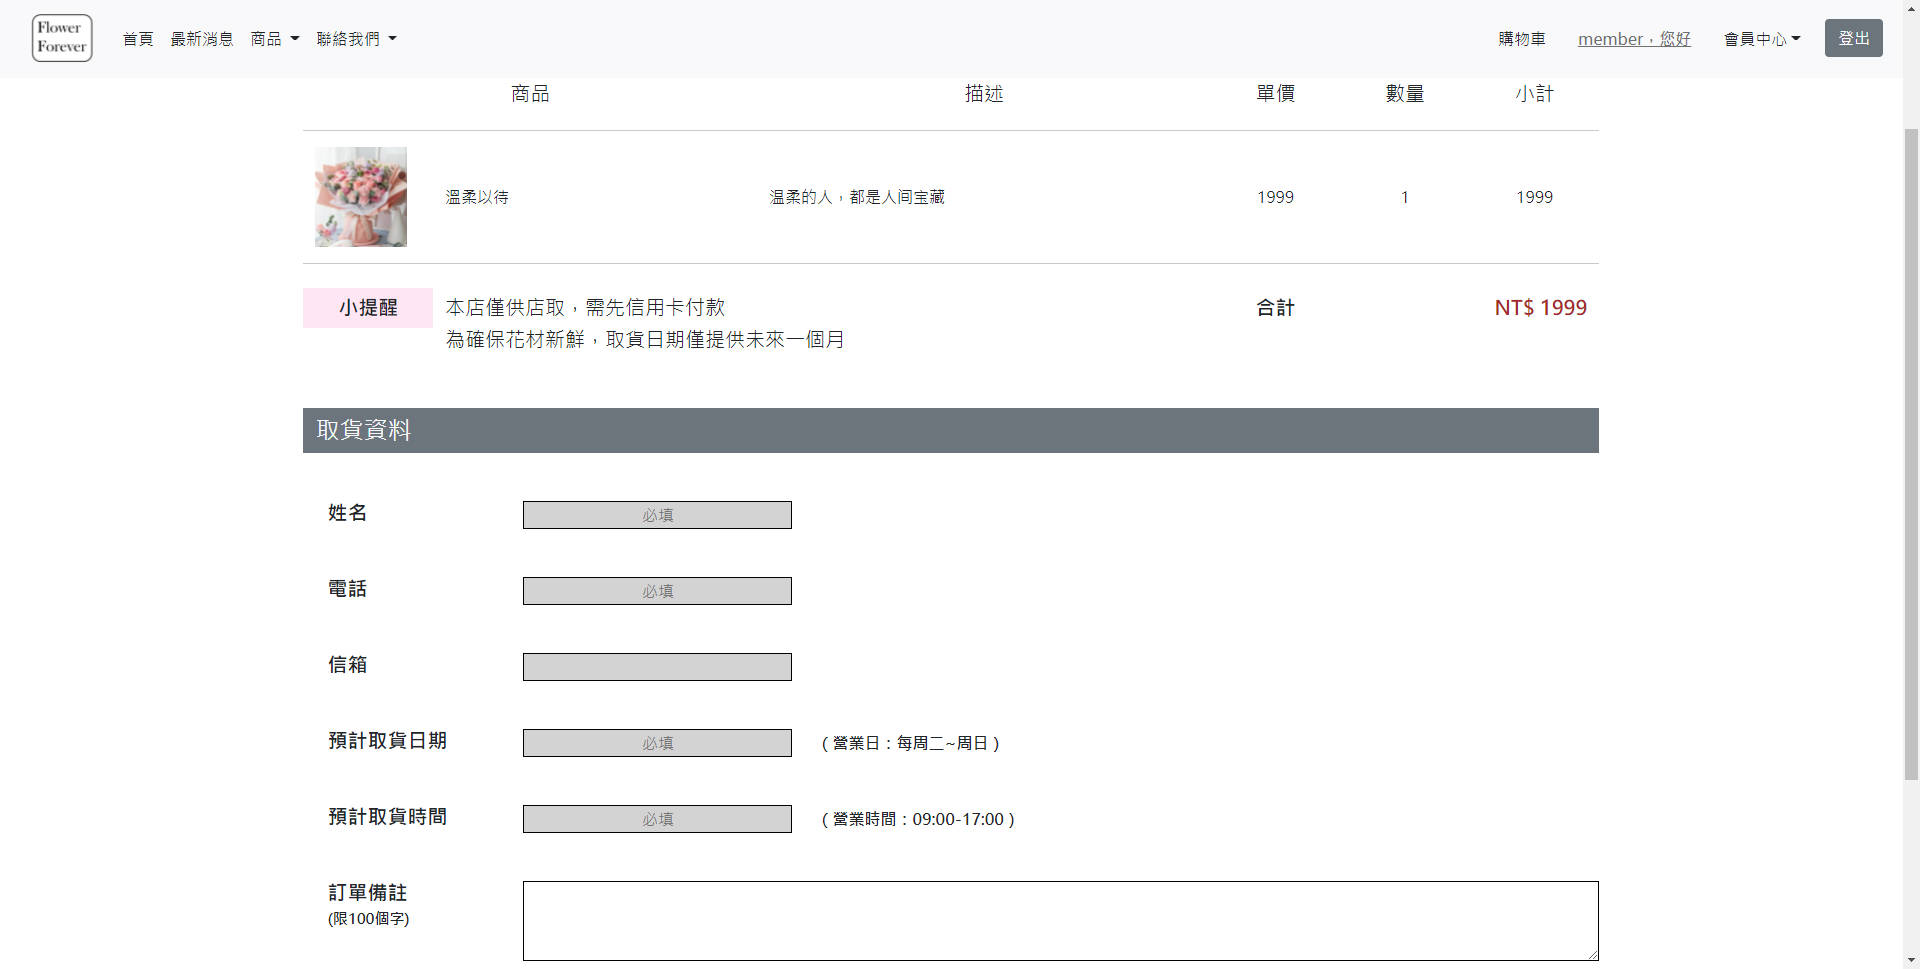 Flower
Forever
首頁 最新消息 商品 聯絡我們 購物車 member，您好 會員中心 登出
商品 描述 單價 數量 小計
溫柔以待 温柔的人，都是人间宝藏 1999 1 1999
小提醒 本店僅供店取，需先信用卡付款 合計 NT$ 1999
為確保花材新鮮，取貨日期僅提供未來一個月
取貨資料
姓名 必填
電話 必填
信箱
預計取貨日期 必填 ( 營業日：每周二~周日 )
預計取貨時間 必填 ( 營業時間：09:00-17:00 )
訂單備註
(限100個字)